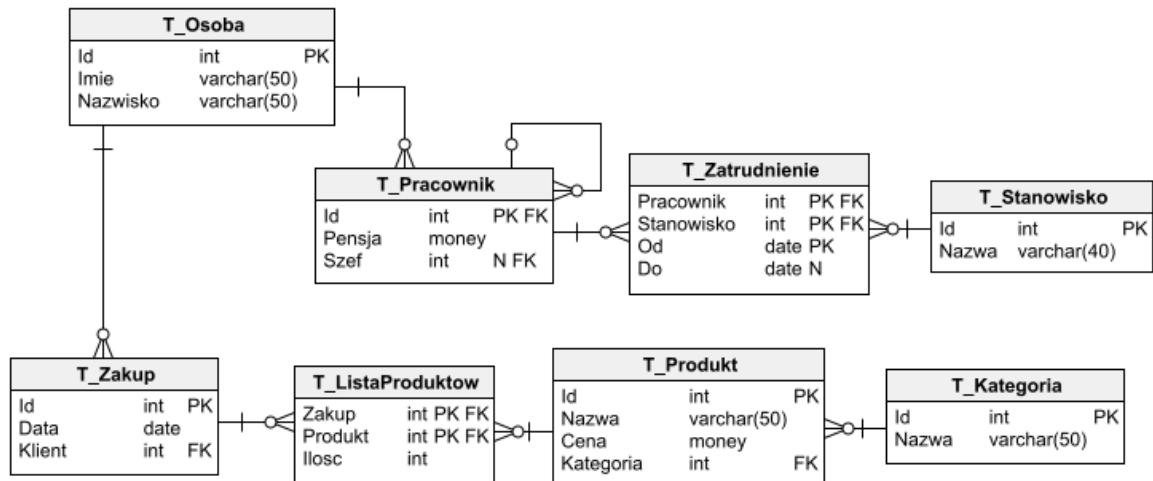 T_Osoba
Id int PK
Imie varchar(50)
Nazwisko varchar(50)
T_Pracownik
Id int PK FK
Pensja money
Szef int N FK
T_Zatrudnienie
Pracownik int PK FK
Stanowisko int PK FK
Od date PK
Do date N
T_Stanowisko
Id int PK
Nazwa varchar(40)
T_Zakup
Id int PK
Data date
Klient int FK
T_ListaProduktow
Zakup int PK FK
Produkt int PK FK
Ilosc int
T_Produkt
Id int PK
Nazwa varchar(50)
Cena money
Kategoria int FK
T_Kategoria
Id int PK
Nazwa varchar(50)